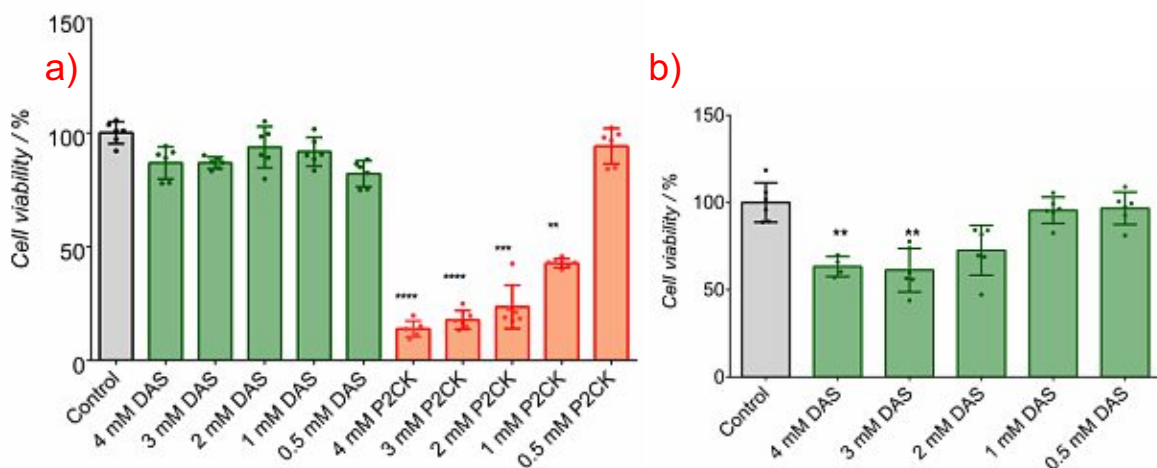 a)
Cell viability / %
150
100
50
0
****
****
***
**
Control
4 mM DAS
3 mM DAS
2 mM DAS
1 mM DAS
0.5 mM DAS
4 mM P2CK
3 mM P2CK
2 mM P2CK
1 mM P2CK
0.5 mM P2CK
b)
Cell viability / %
150
100
50
0
**
**
Control
4 mM DAS
3 mM DAS
2 mM DAS
1 mM DAS
0.5 mM DAS